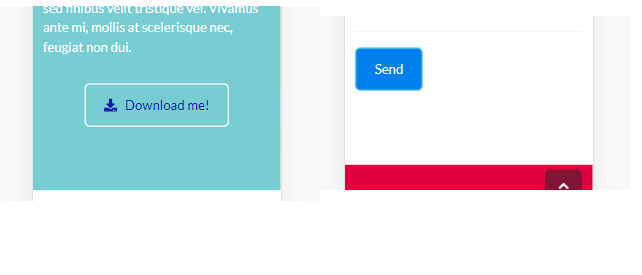 sed finibus velit tristique vel. Vivamus
ante mi, mollis at scelerisque nec,
feugiat non dui.
Download me!
Send